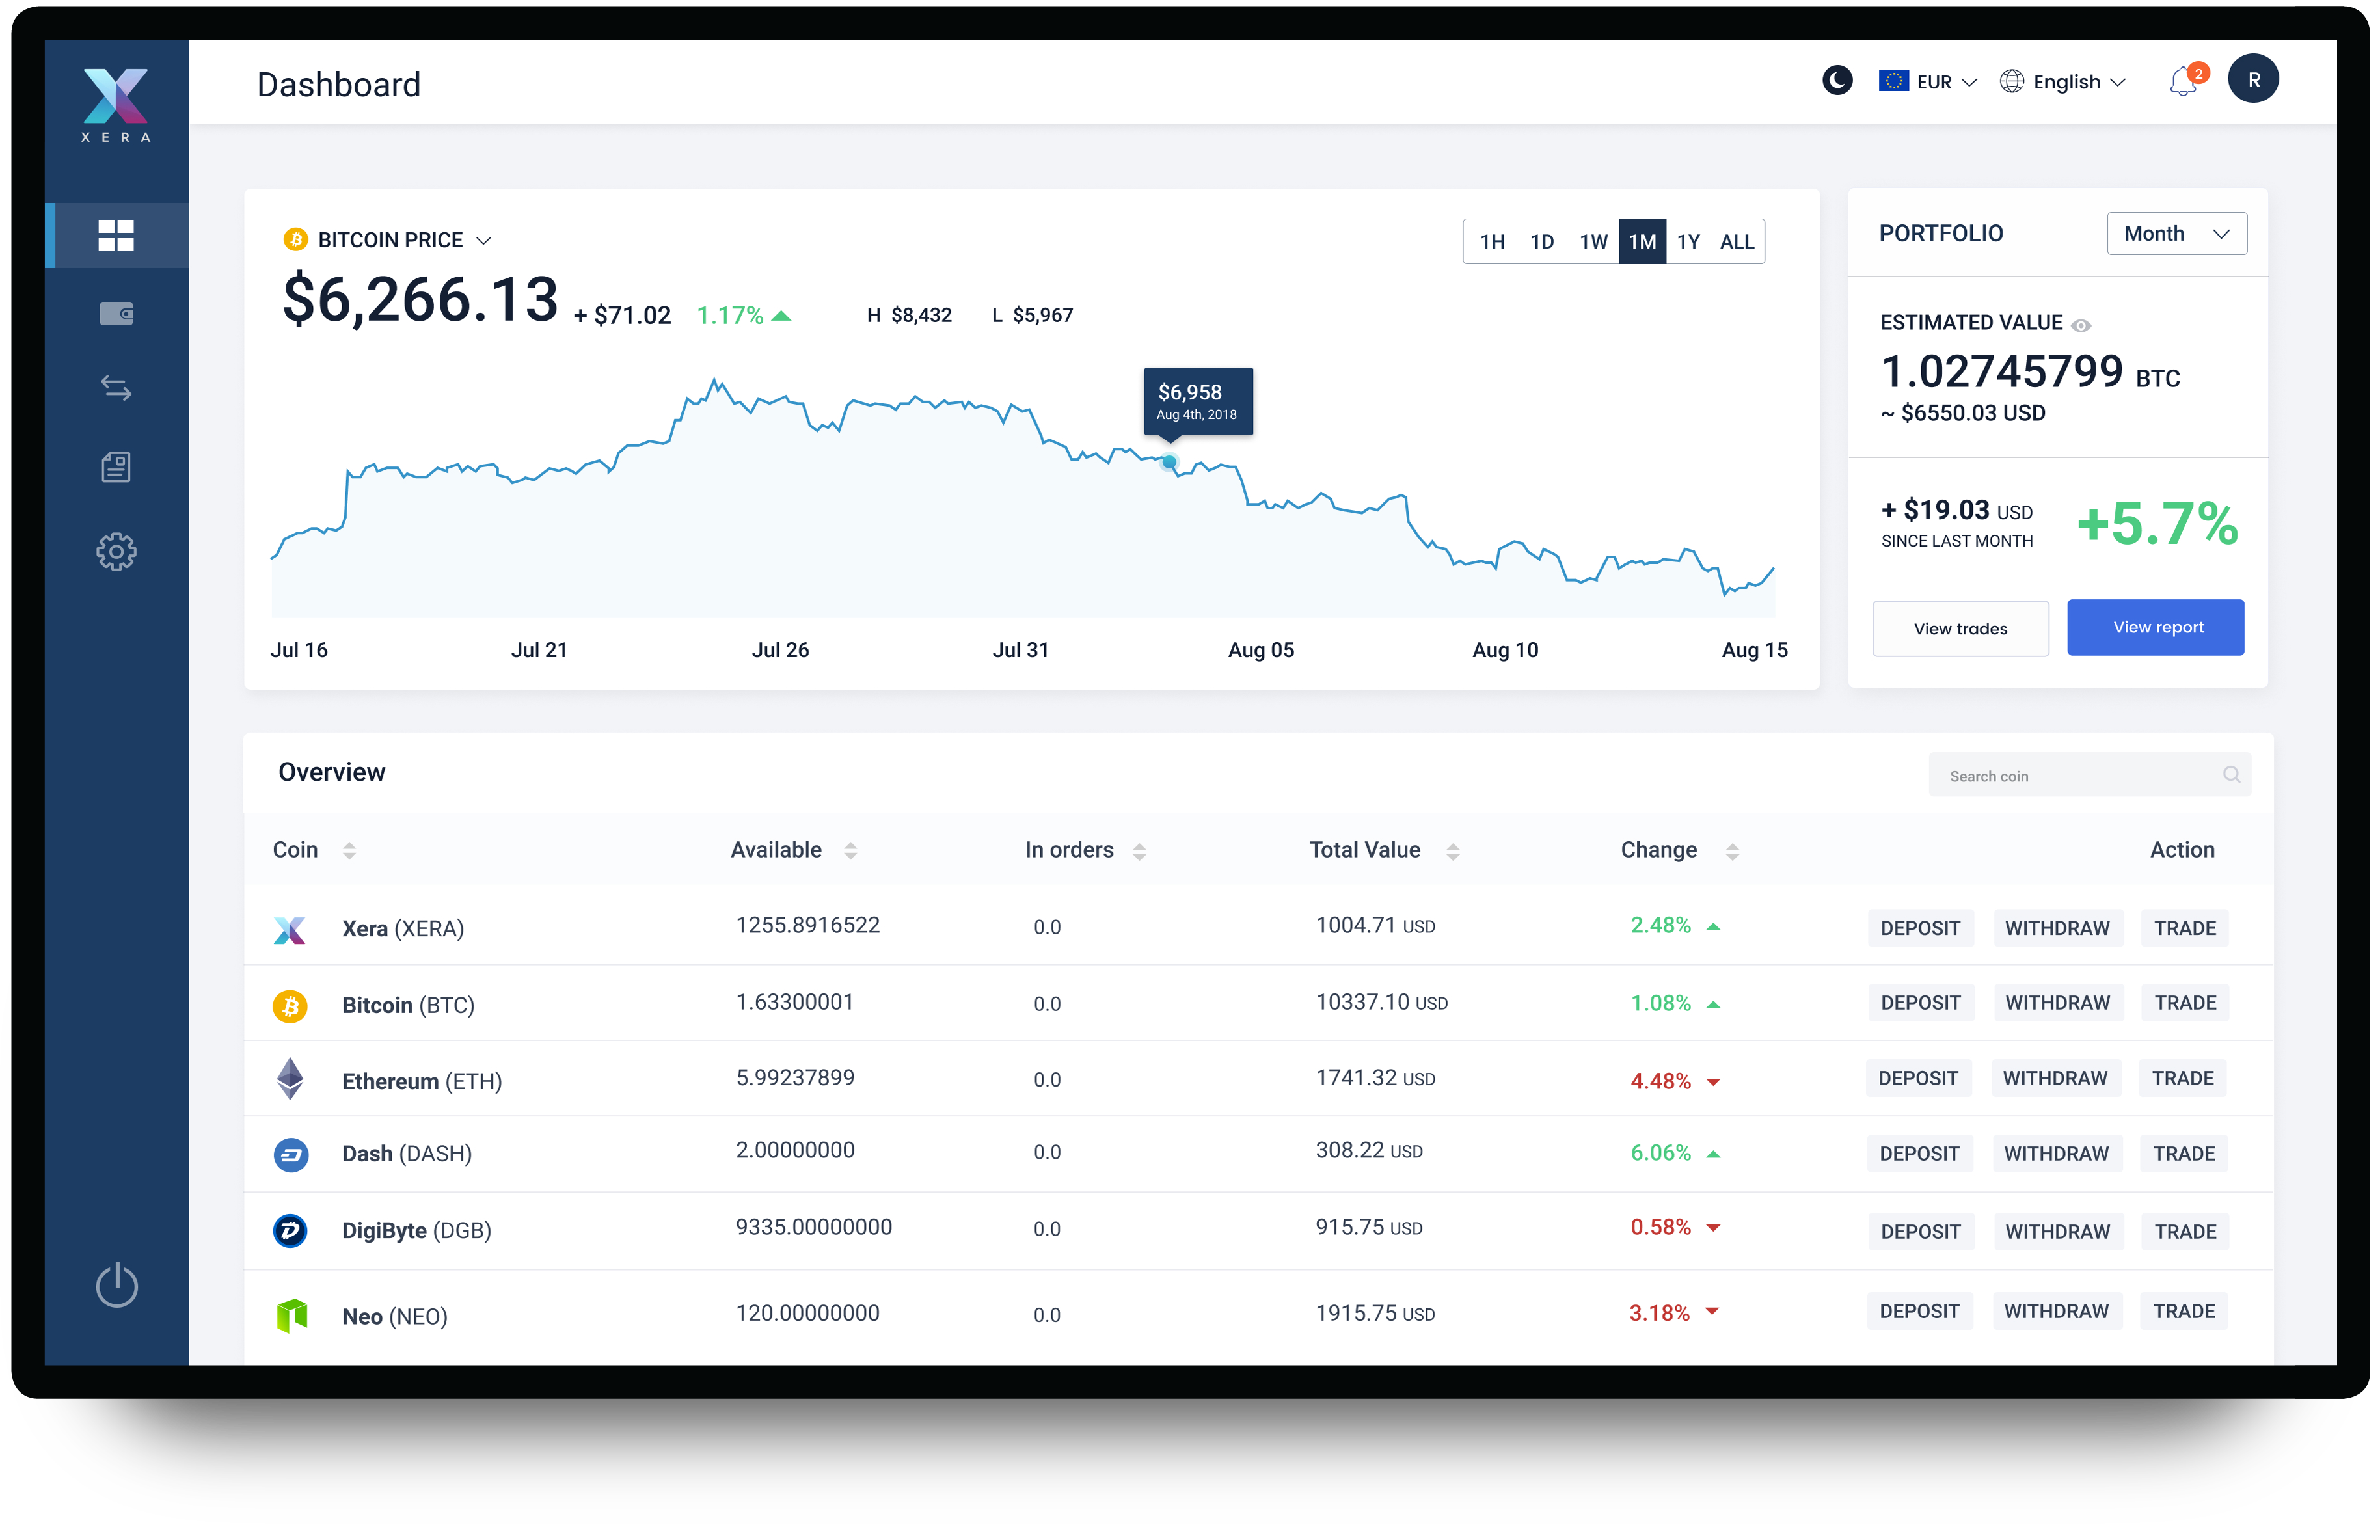 XERA
Dashboard
EUR
English
2
R
BITCOIN PRICE
$6,266.13 + $71.02 1.17% H $8,432 L $5,967
1H 1D 1W 1M 1Y ALL
$6,958
Aug 4th, 2018
Jul 16 Jul 21 Jul 26 Jul 31 Aug 05 Aug 10 Aug 15
PORTFOLIO Month
ESTIMATED VALUE
1.02745799 BTC
~ $6550.03 USD
+ $19.03 USD
SINCE LAST MONTH
+5.7%
View trades View report
Overview Search coin
Coin Available In orders Total Value Change Action
Xera (XERA) 1255.8916522 0.0 1004.71 USD 2.48% DEPOSIT WITHDRAW TRADE
Bitcoin (BTC) 1.63300001 0.0 10337.10 USD 1.08% DEPOSIT WITHDRAW TRADE
Ethereum (ETH) 5.99237899 0.0 1741.32 USD 4.48% DEPOSIT WITHDRAW TRADE
Dash (DASH) 2.00000000 0.0 308.22 USD 6.06% DEPOSIT WITHDRAW TRADE
DigiByte (DGB) 9335.00000000 0.0 915.75 USD 0.58% DEPOSIT WITHDRAW TRADE
Neo (NEO) 120.00000000 0.0 1915.75 USD 3.18% DEPOSIT WITHDRAW TRADE